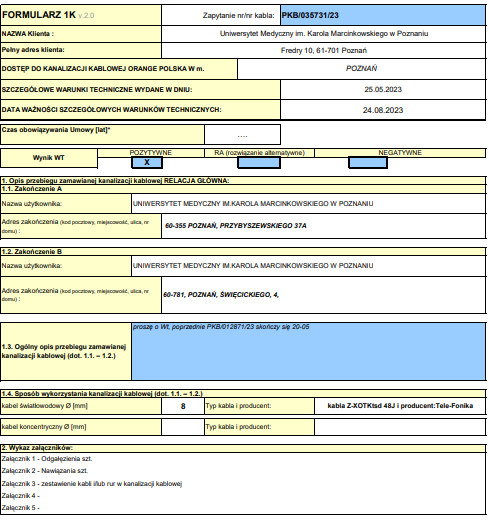 FORMULARZ 1K v.2.0 Zapytanie nr/nr kabla: PKB/035731/23
NAZWA Klienta : Uniwersytet Medyczny im. Karola Marcinkowskiego w Poznaniu
Pełny adres klienta: Fredry 10, 61-701 Poznań
DOSTĘP DO KANALIZACJI KABLOWEJ ORANGE POLSKA W m. POZNAŃ
SZCZEGÓŁOWE WARUNKI TECHNICZNE WYDANE W DNIU: 25.05.2023
DATA WAŻNOŚCI SZCZEGÓŁOWYCH WARUNKÓW TECHNICZNYCH: 24.08.2023
Czas obowiązywania Umowy [lat]* ....
Wynik WT POZYTYWNE RA (rozwiązanie alternatywne) NEGATYWNE
X
1. Opis przebiegu zamawianej kanalizacji kablowej RELACJA GŁÓWNA:
1.1. Zakończenie A
Nazwa użytkownika: UNIWERSYTET MEDYCZNY IM.KAROLA MARCINKOWSKIEGO W POZNANIU
Adres zakończenia (kod pocztowy, miejscowość, ulica, nr domu) : 60-355 POZNAŃ, PRZYBYSZEWSKIEGO 37A
1.2. Zakończenie B
Nazwa użytkownika: UNIWERSYTET MEDYCZNY IM.KAROLA MARCINKOWSKIEGO W POZNANIU
Adres zakończenia (kod pocztowy, miejscowość, ulica, nr domu) : 60-781, POZNAŃ, ŚWIĘCICKIEGO, 4,
proszę o Wt, poprzednie PKB/012871/23 skończy się 20-05
1.3. Ogólny opis przebiegu zamawianej
kanalizacji kablowej (dot. 1.1. – 1.2.)
1.4. Sposób wykorzystania kanalizacji kablowej (dot. 1.1. – 1.2.)
kabel światłowodowy Ø [mm] 8 Typ kabla i producent: kabla Z-XOTKtsd 48J i producent:Tele-Fonika
kabel koncentryczny Ø [mm] Typ kabla i producent:
2. Wykaz załączników:
Załącznik 1 - Odgałęzienia szt.
Załącznik 2 - Nawiązania szt.
Załącznik 3 - zestawienie kabli i/lub rur w kanalizacji kablowej
Załącznik 4 -
Załącznik 5 -